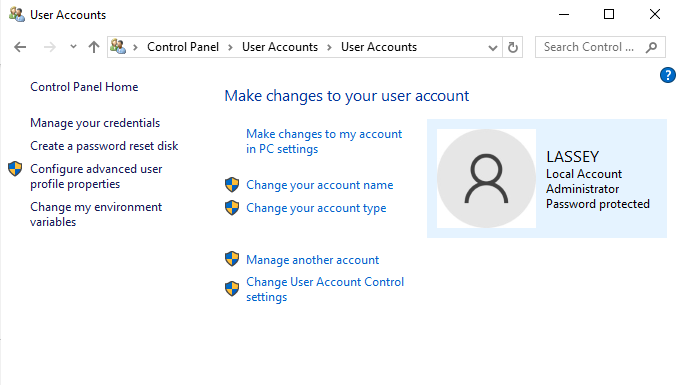 User Accounts
Control Panel
User Accounts
User Accounts
Search Control ...
?
Control Panel Home
Manage your credentials
Create a password reset disk
Configure advanced user
profile properties
Change my environment
variables
Make changes to your user account
Make changes to my account
in PC settings
Change your account name
Change your account type
Manage another account
Change User Account Control
settings
LASSEY
Local Account
Administrator
Password protected